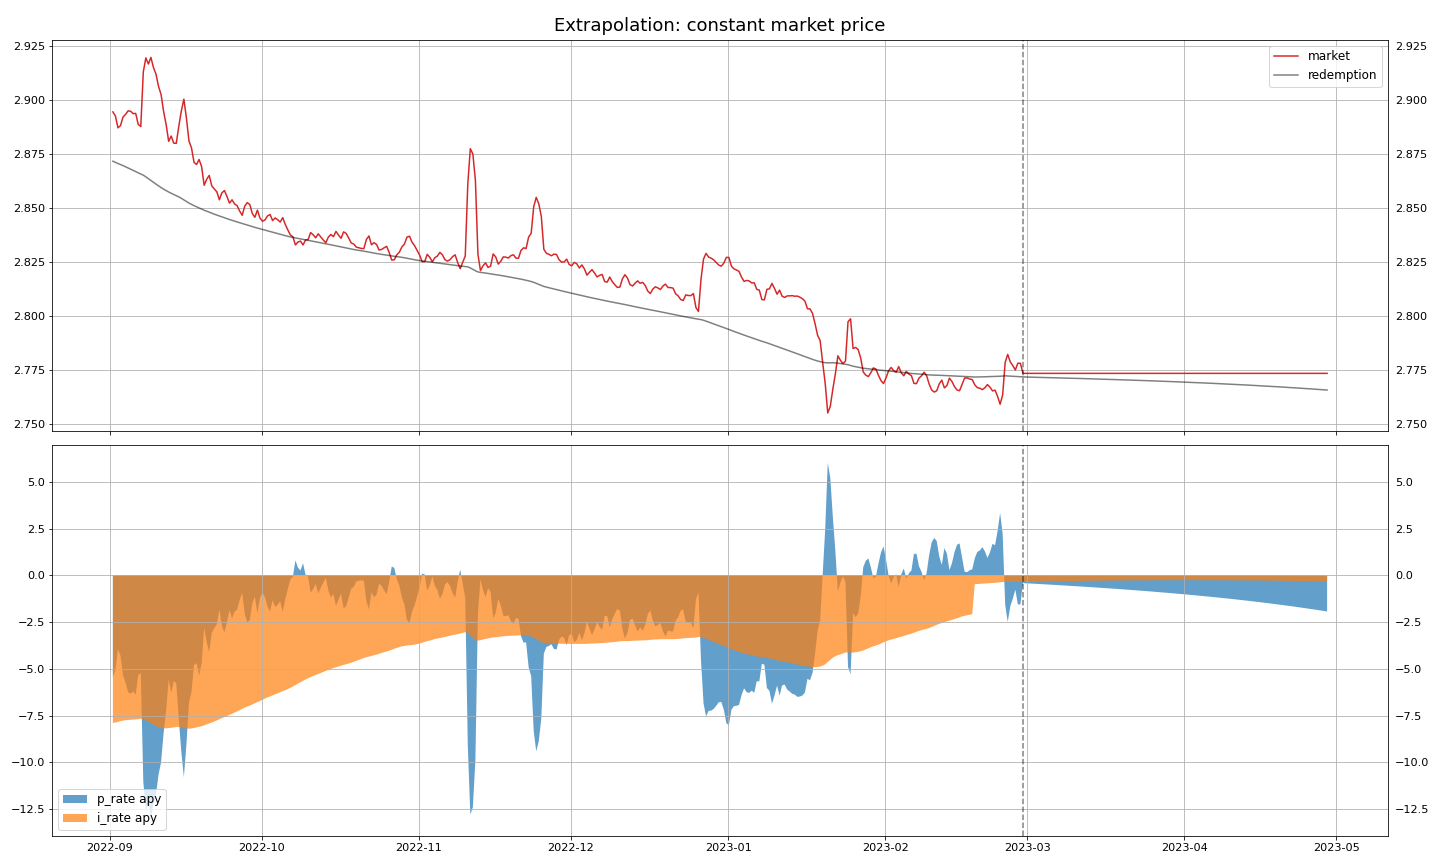 Extrapolation: constant market price
2.925 2.925
2.900 2.900
2.875 2.875
2.850 2.850
2.825 2.825
2.800 2.800
2.775 2.775
2.750 2.750
market
redemption
5.0 5.0
2.5 2.5
0.0 0.0
−2.5 −2.5
−5.0 −5.0
−7.5 −7.5
−10.0 −10.0
−12.5 −12.5
p_rate apy
i_rate apy
2022-09 2022-10 2022-11 2022-12 2023-01 2023-02 2023-03 2023-04 2023-05